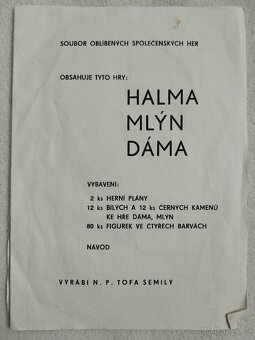 SOUBOR OBLÍBENÝCH SPOLEČENSKÝCH HER
OBSAHUJE TYTO HRY:
HALMA
MLÝN
DÁMA
VYBAVENÍ:
2 ks HERNÍ PLÁNY
12 ks BÍLÝCH A 12 ks ČERNÝCH KAMENŮ
KE HŘE DÁMA, MLÝN
80 ks FIGUREK VE ČTYŘECH BARVÁCH
NÁVOD
VYRÁBÍ N. P. TOFA SEMILY